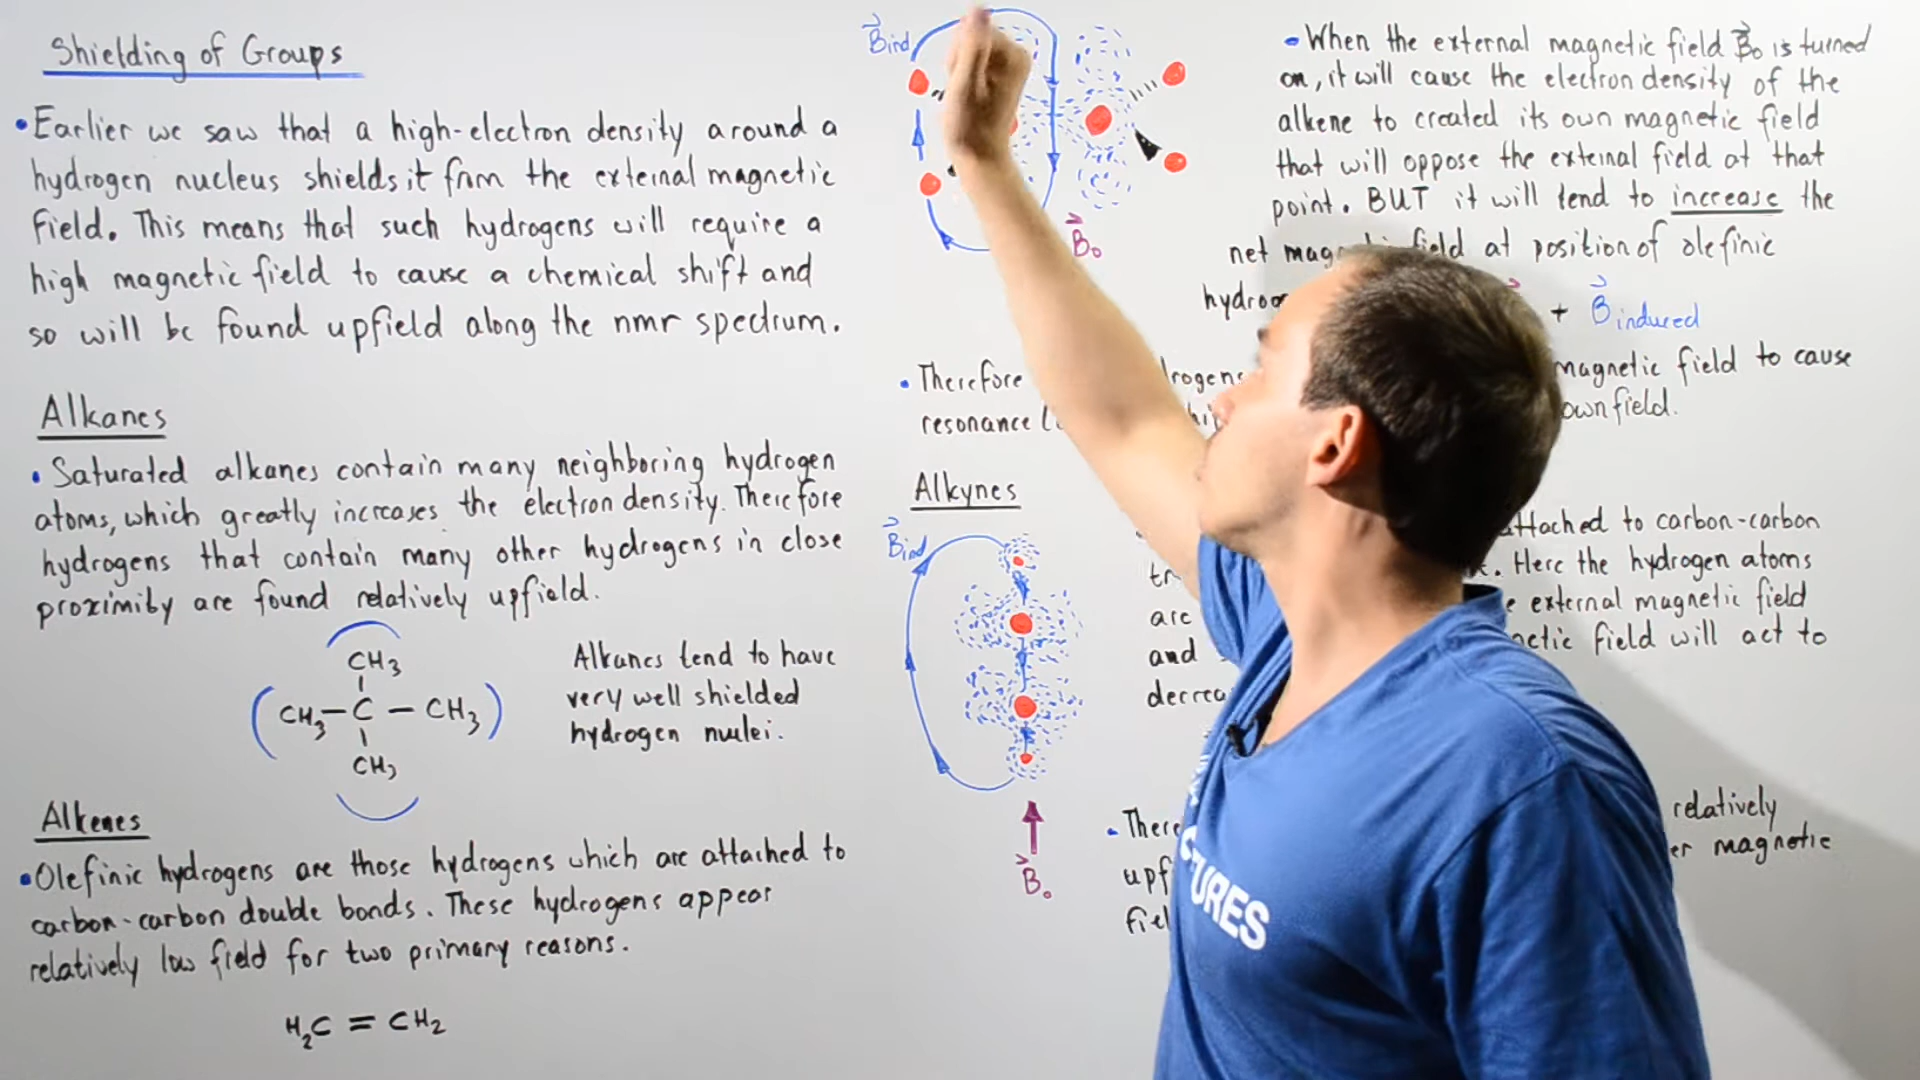 Shielding of Groups
• Earlier we saw that a high-electron density around a
hydrogen nucleus shields it from the external magnetic
field. This means that such hydrogens will require a
high magnetic field to cause a chemical shift and
so will be found upfield along the nmr spectrum.
Alkanes
• Saturated alkanes contain many neighboring hydrogen
atoms, which greatly increases the electron density. Therefore
hydrogens that contain many other hydrogens in close
proximity are found relatively upfield.
CH3
CH3 – C – CH3
CH3
Alkanes tend to have
very well shielded
hydrogen nuclei.
Alkenes
• Olefinic hydrogens are those hydrogens which are attached to
carbon-carbon double bonds. These hydrogens appear
relatively low field for two primary reasons.
H2C = CH2
Bind
B0
• When the external magnetic field B0 is turned
on, it will cause the electron density of the
alkene to created its own magnetic field
that will oppose the external field at that
point. BUT it will tend to increase the
net field at position of olefinic
+ Binduced
• Therefore
magnetic field to cause
resonance
Alkynes
Bind
B0
attached to carbon-carbon
Here the hydrogen atoms
are external magnetic field
and field will act to
relatively
magnetic